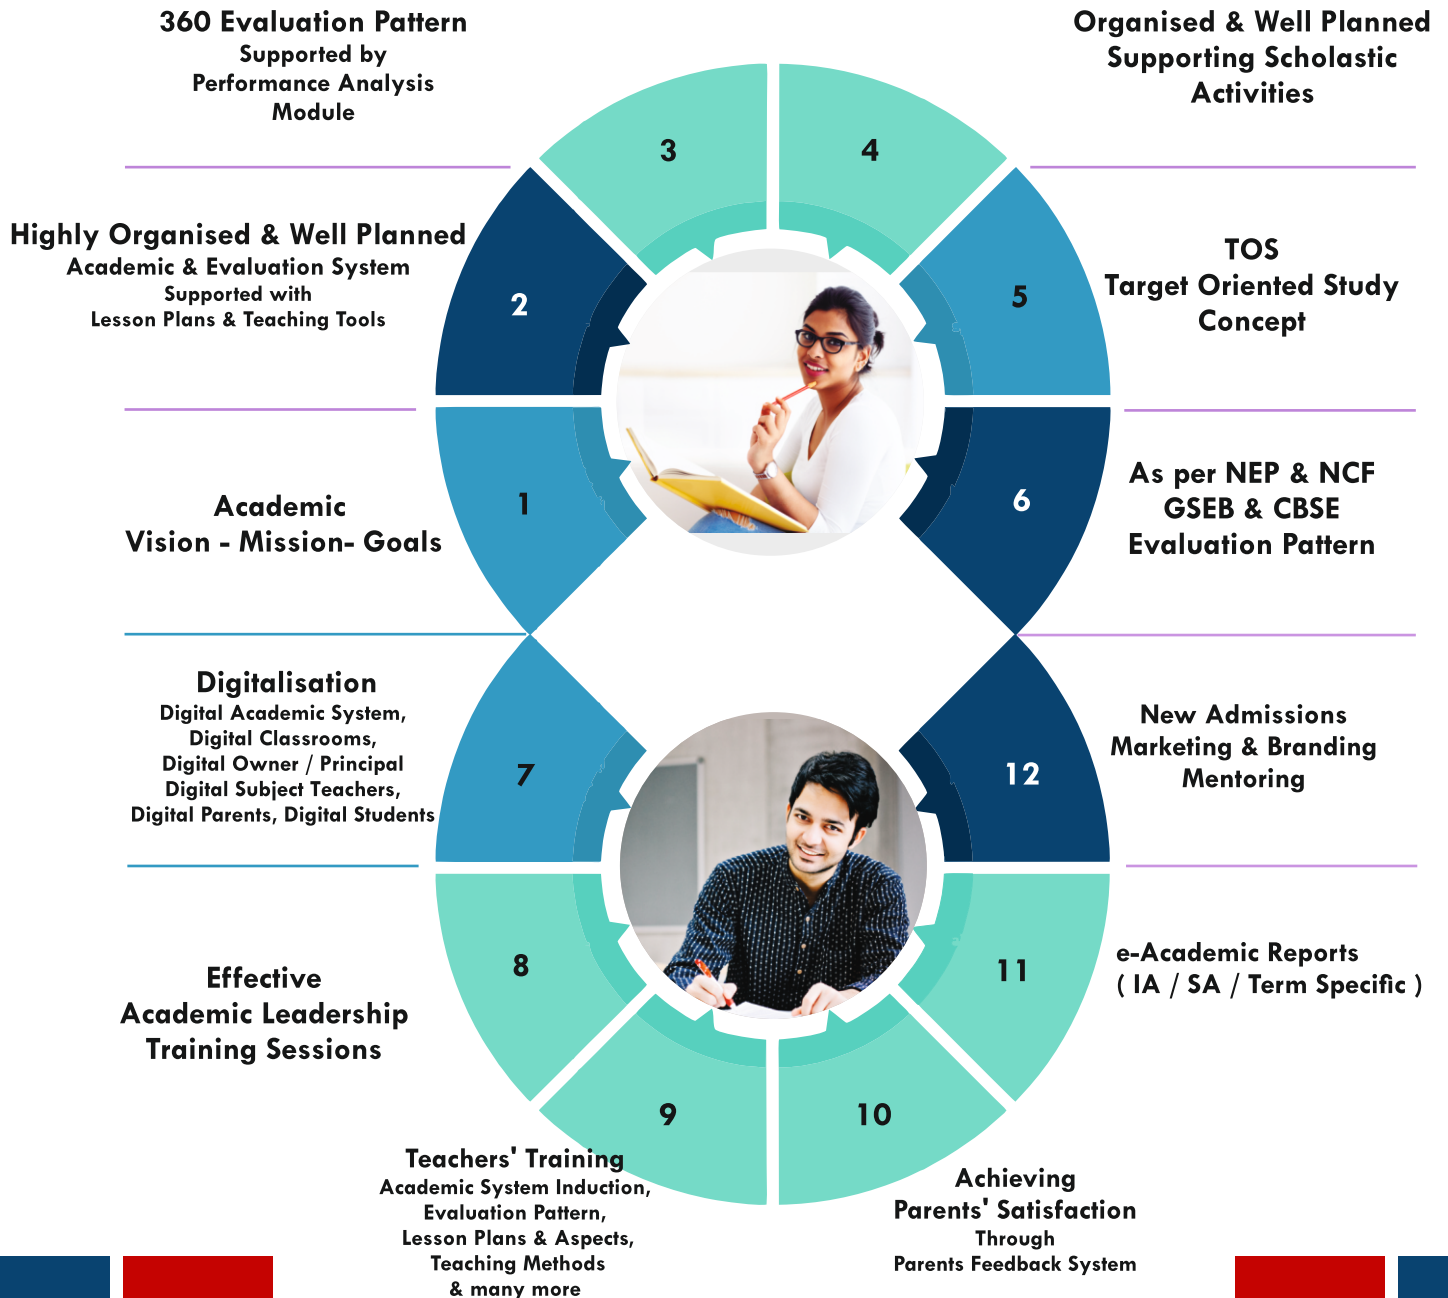 360 Evaluation Pattern
Supported by
Performance Analysis
Module
Organised & Well Planned
Supporting Scholastic
Activities
3
4
Highly Organised & Well Planned
Academic & Evaluation System
Supported with
Lesson Plans & Teaching Tools
2
5
TOS
Target Oriented Study
Concept
Academic
Vision - Mission- Goals
1
6
As per NEP & NCF
GSEB & CBSE
Evaluation Pattern
Digitalisation
Digital Academic System,
Digital Classrooms,
Digital Owner / Principal
Digital Subject Teachers,
Digital Parents, Digital Students
7
12
New Admissions
Marketing & Branding
Mentoring
Effective
Academic Leadership
Training Sessions
8
11
e-Academic Reports
( IA / SA / Term Specific )
9
10
Teachers' Training
Academic System Induction,
Evaluation Pattern,
Lesson Plans & Aspects,
Teaching Methods
& many more
Achieving
Parents' Satisfaction
Through
Parents Feedback System